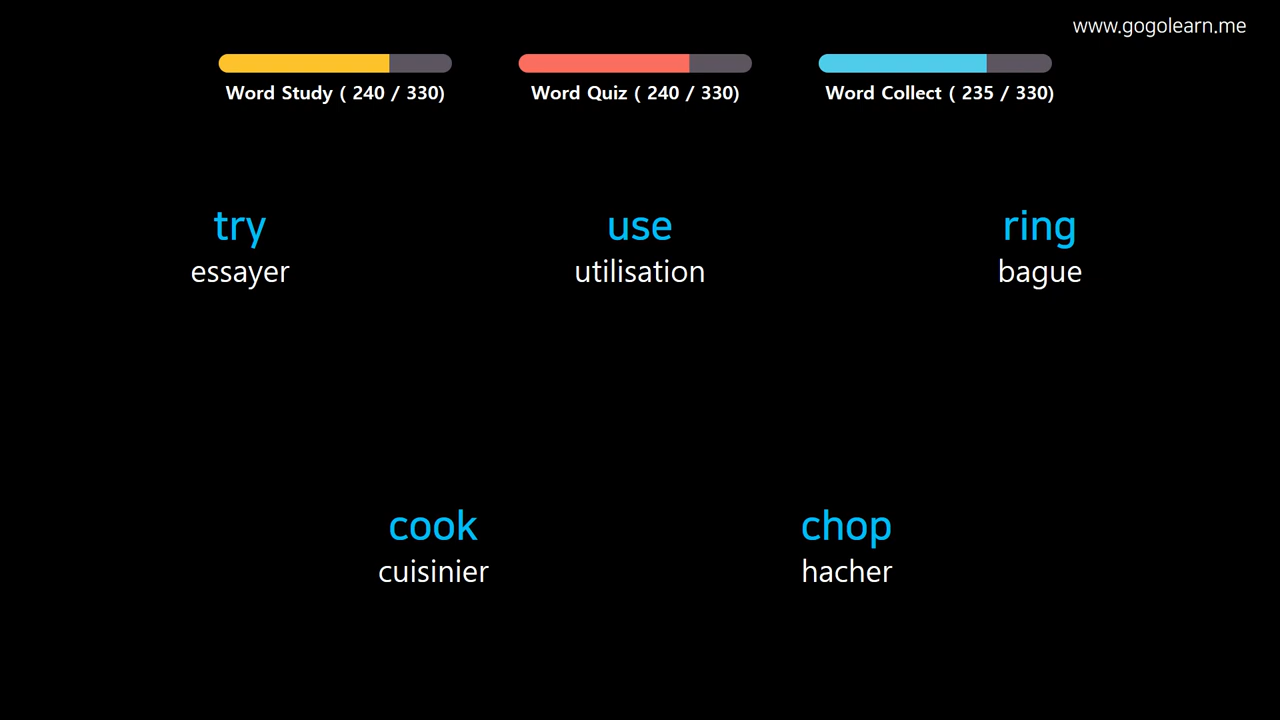 www.gogolearn.me
Word Study ( 240 / 330)
Word Quiz ( 240 / 330)
Word Collect ( 235 / 330)
try
essayer
use
utilisation
ring
bague
cook
cuisinier
chop
hacher